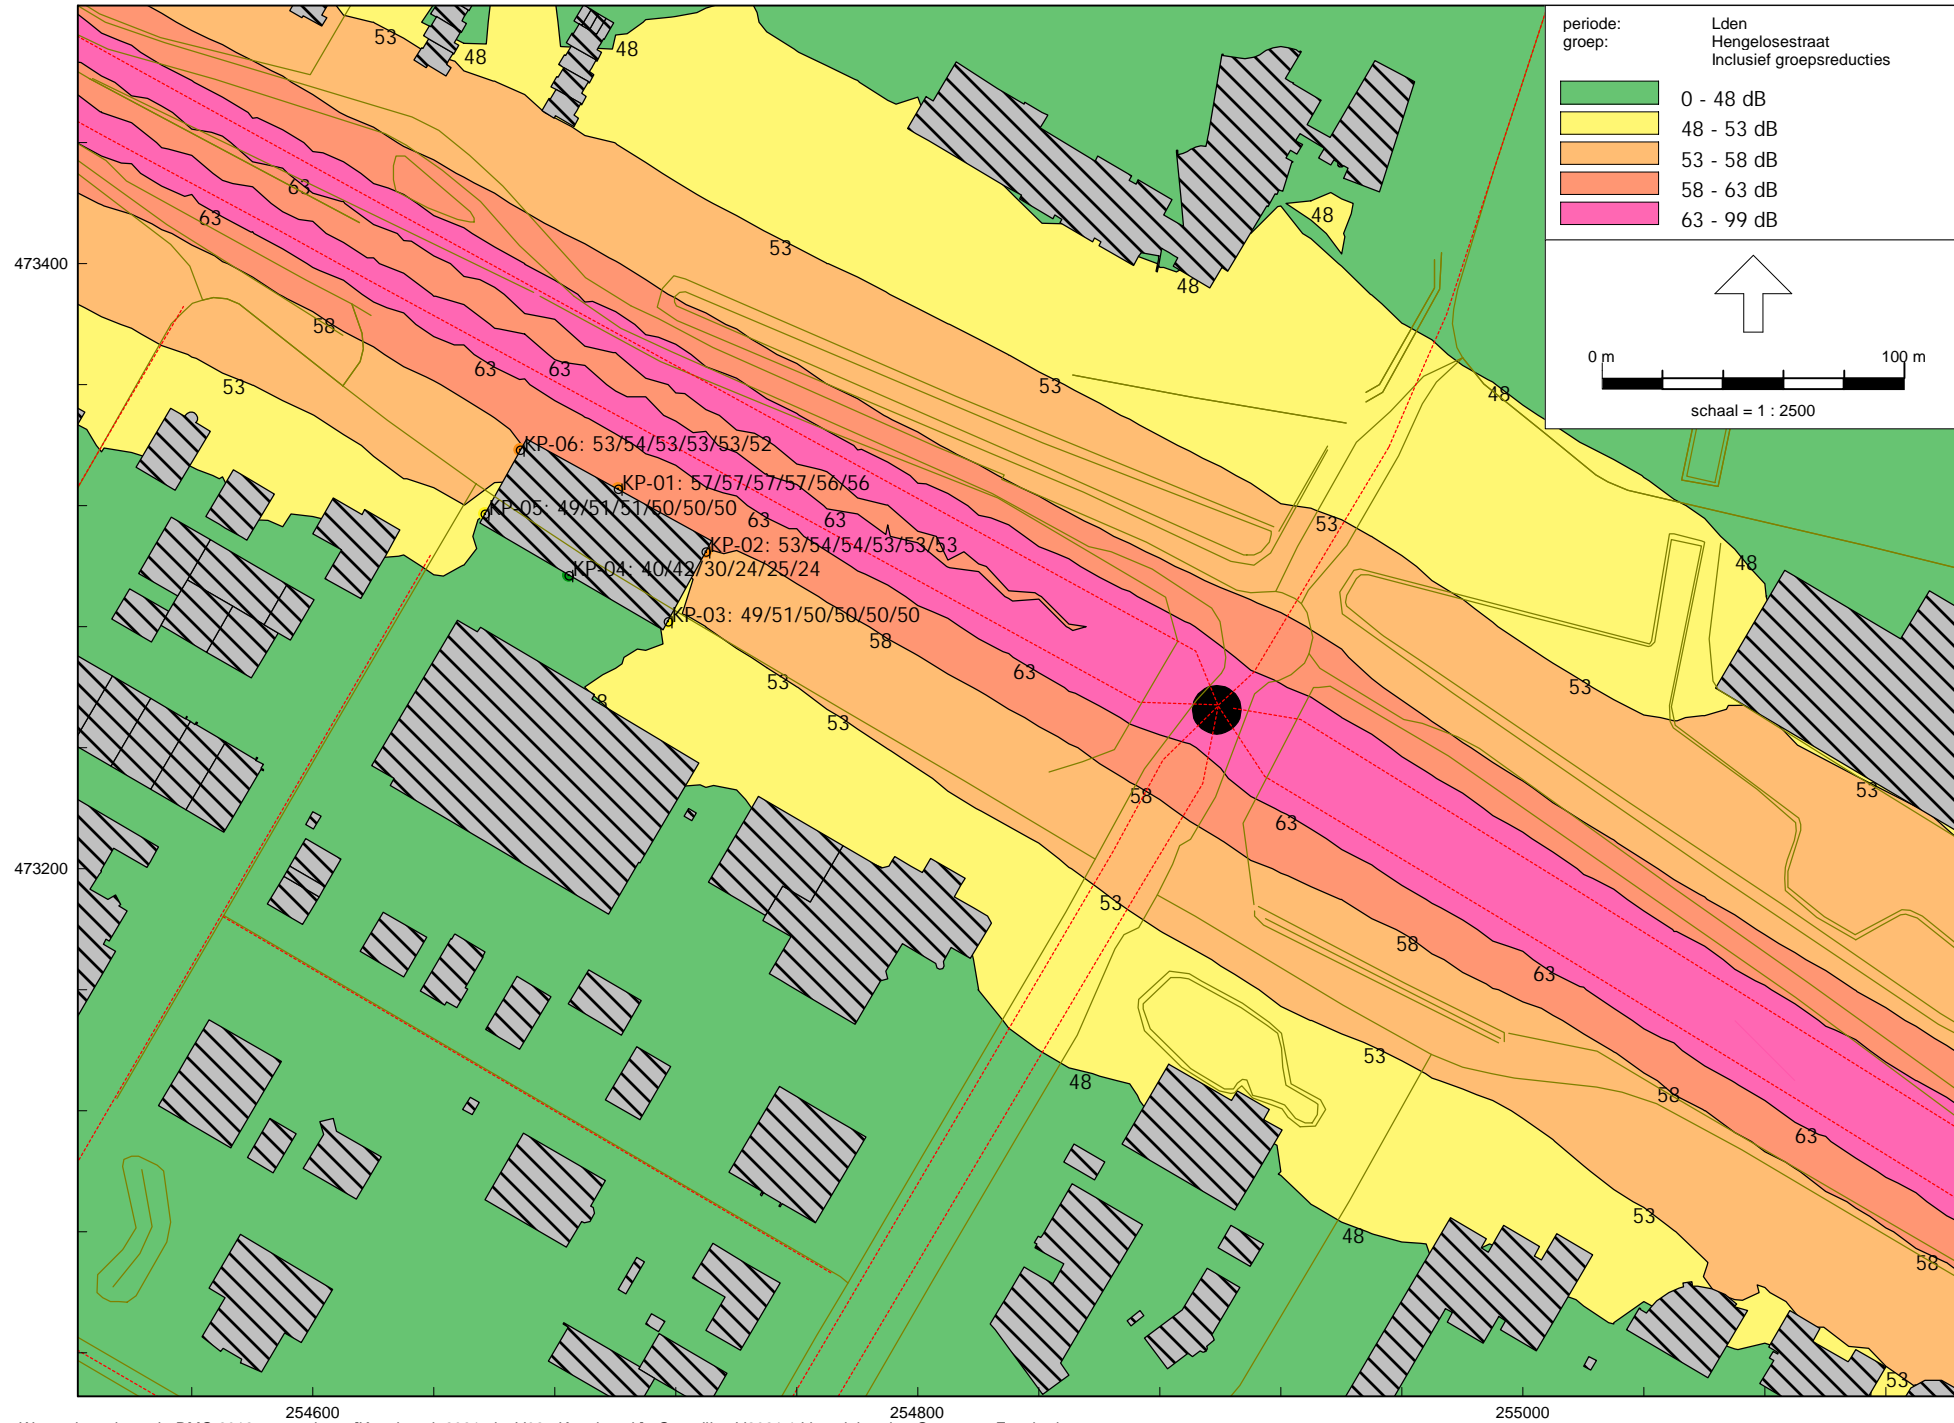 periode: Lden
groep: Hengelosestraat
Inclusief groepsreducties
0 - 48 dB
48 - 53 dB
53 - 58 dB
58 - 63 dB
63 - 99 dB
0 m 100 m
schaal = 1 : 2500
53
48
48
63
63
53
48
48
473400
58
63
63
53
53
48
KP-06: 53/54/53/53/53/52
KP-01: 57/57/57/57/56/56
KP-05: 49/51/51/50/50/50
63
63
53
KP-02: 53/54/54/53/53/53
48
KP-04: 40/42/30/24/25/24
KP-03: 49/51/50/50/50/50
58
63
53
53
53
58
53
63
473200
53
58
63
53
48
58
63
53
48
58
53
254600
254800
255000